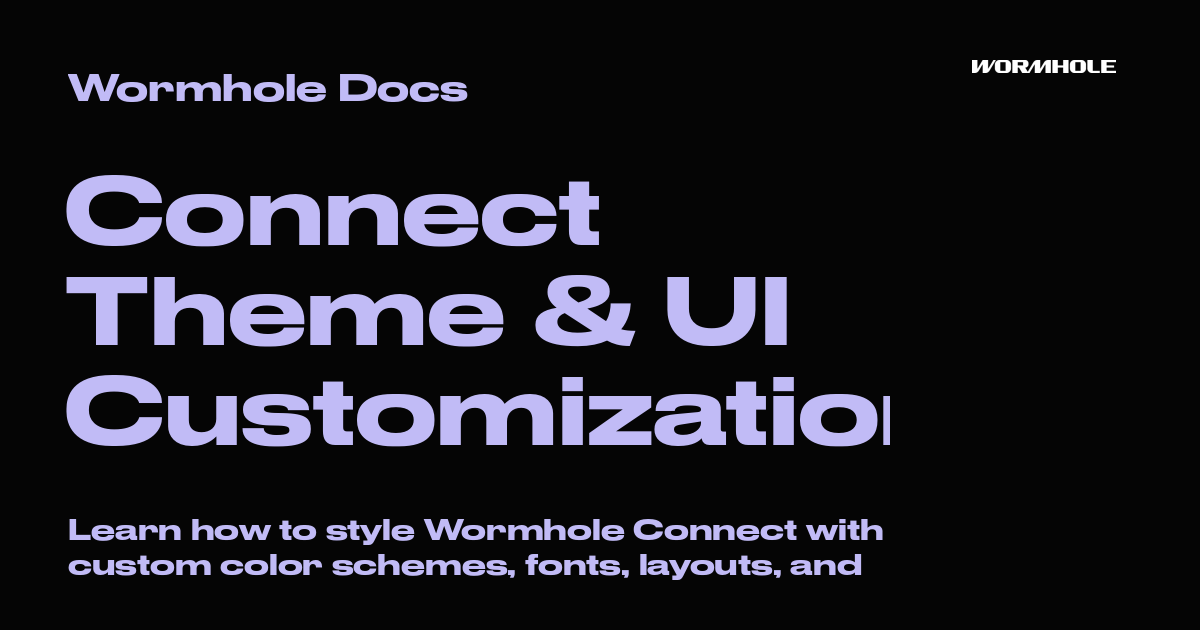 Wormhole Docs
WORMHOLE
Connect
Theme & UI
Customization
Learn how to style Wormhole Connect with
custom color schemes, fonts, layouts, and